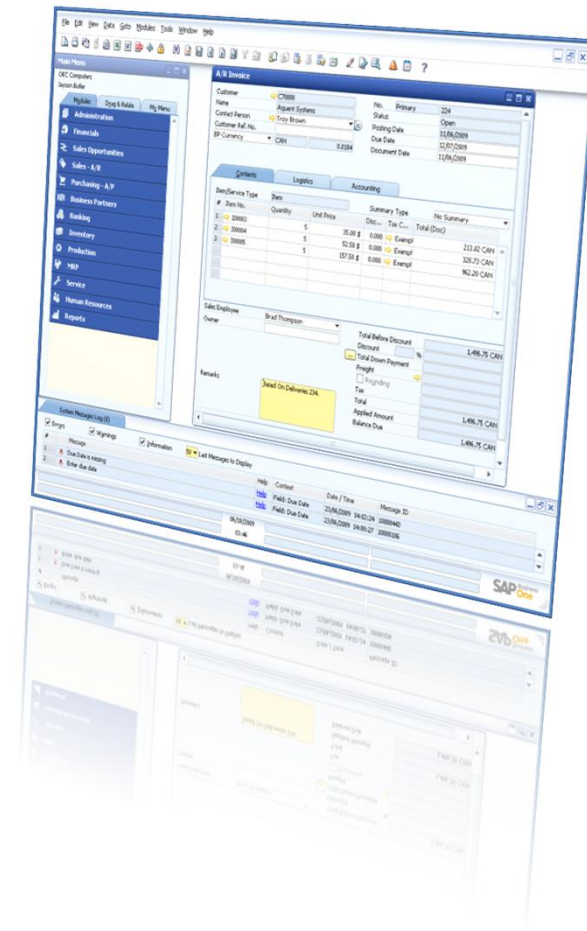 File Edit View Data Goto Modules Tools Window Help
Main Menu
OEC Computers
Jayson Butler
Modules Drag & Relate My Menu
Administration
Financials
Sales Opportunities
Sales - A/R
Purchasing - A/P
Business Partners
Banking
Inventory
Production
MRP
Service
Human Resources
Reports
A/R Invoice
Customer C70000
Name Aquent Systems
Contact Person Troy Brown
Customer Ref. No.
BP Currency CAN 0.0104
No. Primary 224
Status Open
Posting Date 11/06/2009
Due Date 12/07/2009
Document Date 11/06/2009
Contents Logistics Accounting
Item/Service Type Item Summary Type No Summary
# Item No. Quantity Unit Price Disc... Tax C... Total (Doc)
1 I00003 5 35.00 $ 0.000 Exempt 213.82 CAN
2 I00004 5 52.50 $ 0.000 Exempt 320.73 CAN
3 I00005 5 157.50 $ 0.000 Exempt 962.20 CAN
Sales Employee Brad Thompson
Owner
Total Before Discount 1,496.75 CAN
Discount %
Total Down Payment
Freight
Rounding
Tax
Total 1,496.75 CAN
Applied Amount
Balance Due 1,496.75 CAN
Remarks Based On Deliveries 234.
System Messages Log (6)
Errors Warnings Information 50 Last Messages to Display
# Message Help Context Date / Time Message ID
1 Due Date is missing Help Field: Due Date 23/06/2009 14:02:24 10000443
2 Enter due date Help Field: Due Date
06/10/2009
03:46
SAP Business One